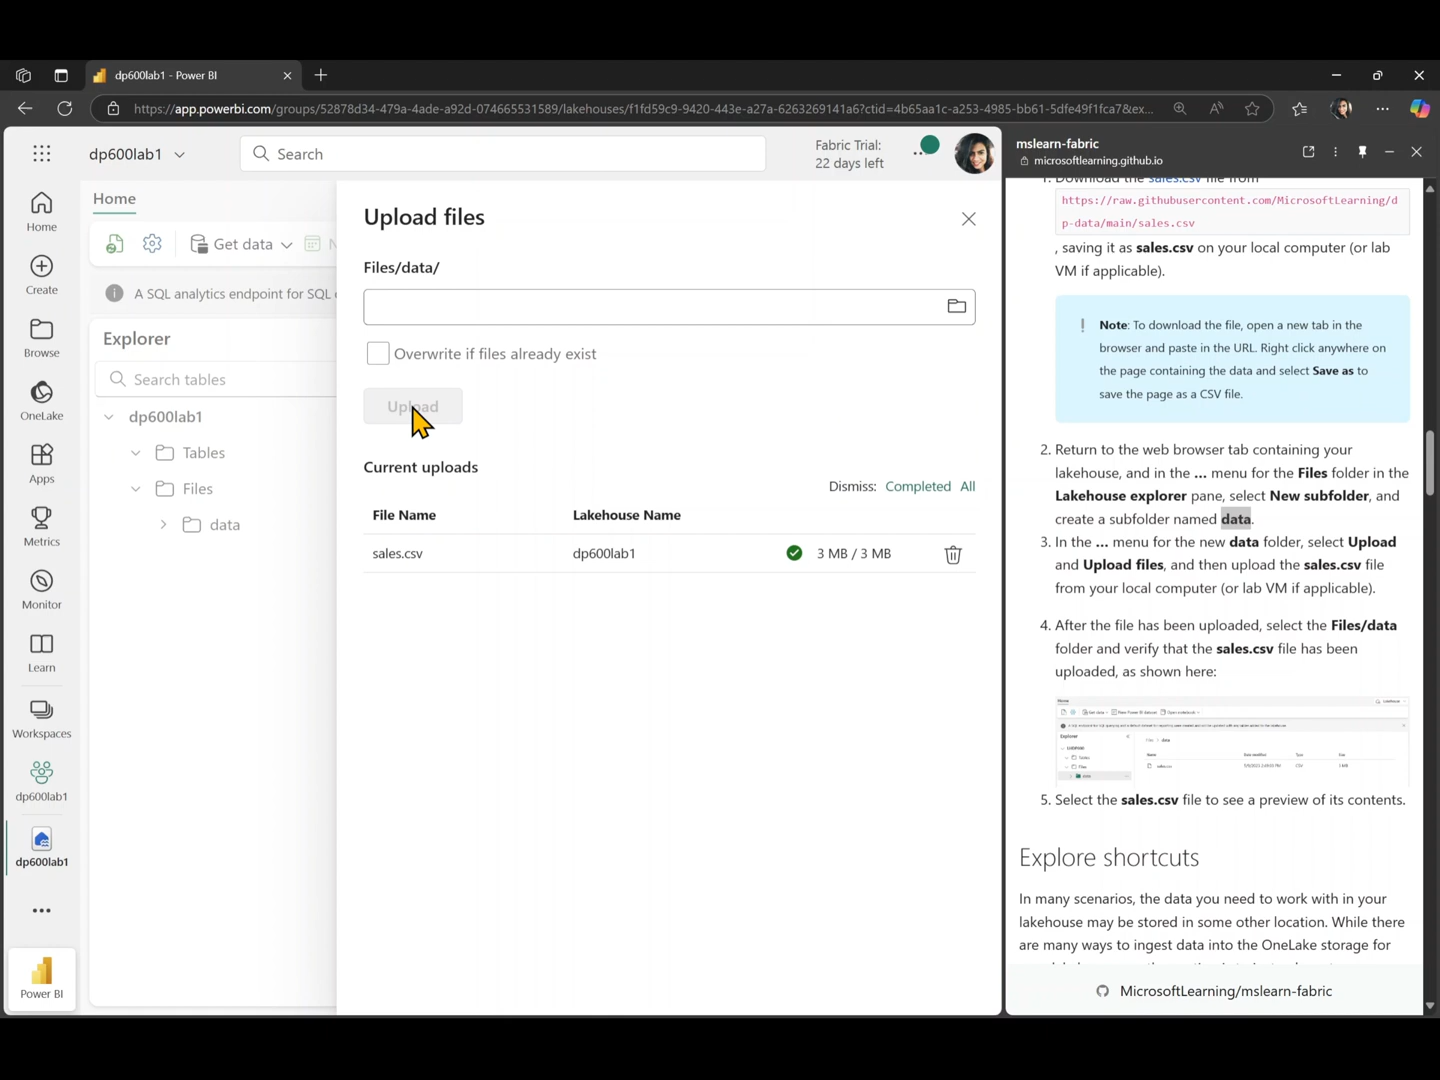 dp600lab1 - Power BI
https://app.powerbi.com/groups/52878d34-479a-4ade-a92d-074665531589/lakehouses/f1fd59c9-9420-443e-a27a-6263269141a6?ctid=4b65aa1c-a253-4985-bb61-5dfe49f1fca7&ex...
dp600lab1
Search
Fabric Trial:
22 days left
Home
Create
Browse
OneLake
Apps
Metrics
Monitor
Learn
Workspaces
dp600lab1
dp600lab1
Power BI
Home
Get data
N
A SQL analytics endpoint for SQL
Explorer
Search tables
dp600lab1
Tables
Files
data
Upload files
Files/data/
Overwrite if files already exist
Upload
Current uploads
Dismiss: Completed All
File Name Lakehouse Name
sales.csv dp600lab1 3 MB / 3 MB
mslearn-fabric
microsoftlearning.github.io
1. Download the sales.csv file from
https://raw.githubusercontent.com/MicrosoftLearning/d
p-data/main/sales.csv
, saving it as sales.csv on your local computer (or lab
VM if applicable).
Note: To download the file, open a new tab in the
browser and paste in the URL. Right click anywhere on
the page containing the data and select Save as to
save the page as a CSV file.
2. Return to the web browser tab containing your
lakehouse, and in the ... menu for the Files folder in the
Lakehouse explorer pane, select New subfolder, and
create a subfolder named data.
3. In the ... menu for the new data folder, select Upload
and Upload files, and then upload the sales.csv file
from your local computer (or lab VM if applicable).
4. After the file has been uploaded, select the Files/data
folder and verify that the sales.csv file has been
uploaded, as shown here:
5. Select the sales.csv file to see a preview of its contents.
Explore shortcuts
In many scenarios, the data you need to work with in your
lakehouse may be stored in some other location. While there
are many ways to ingest data into the OneLake storage for
MicrosoftLearning/mslearn-fabric